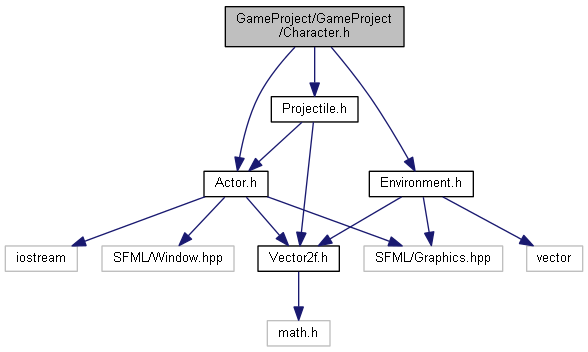 GameProject/GameProject
/Character.h
Projectile.h
Actor.h
Environment.h
iostream
SFML/Window.hpp
Vector2f.h
SFML/Graphics.hpp
vector
math.h